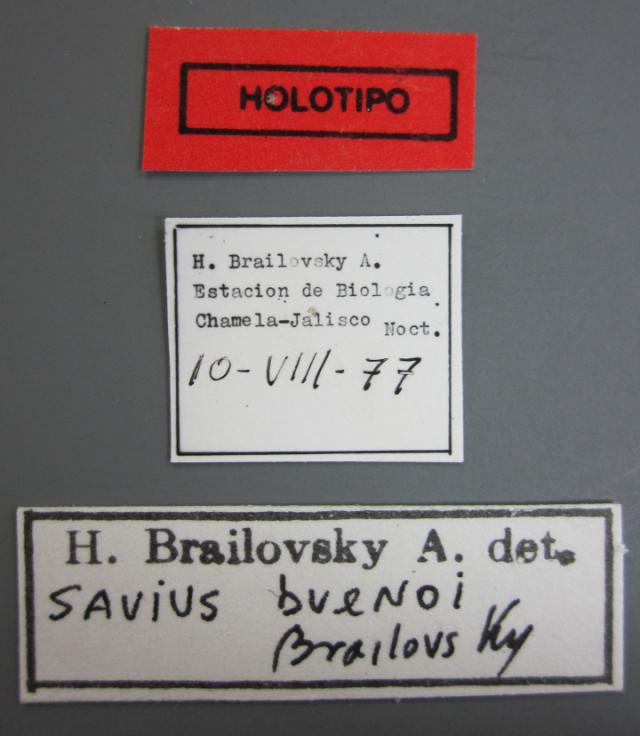 HOLOTIPO
H. Brailovsky A.
Estacion de Biologia
Chamela-Jalisco Noct.
10-VIII-77
H. Brailovsky A. det.
SAVIUS bueNoi
Brailovsky